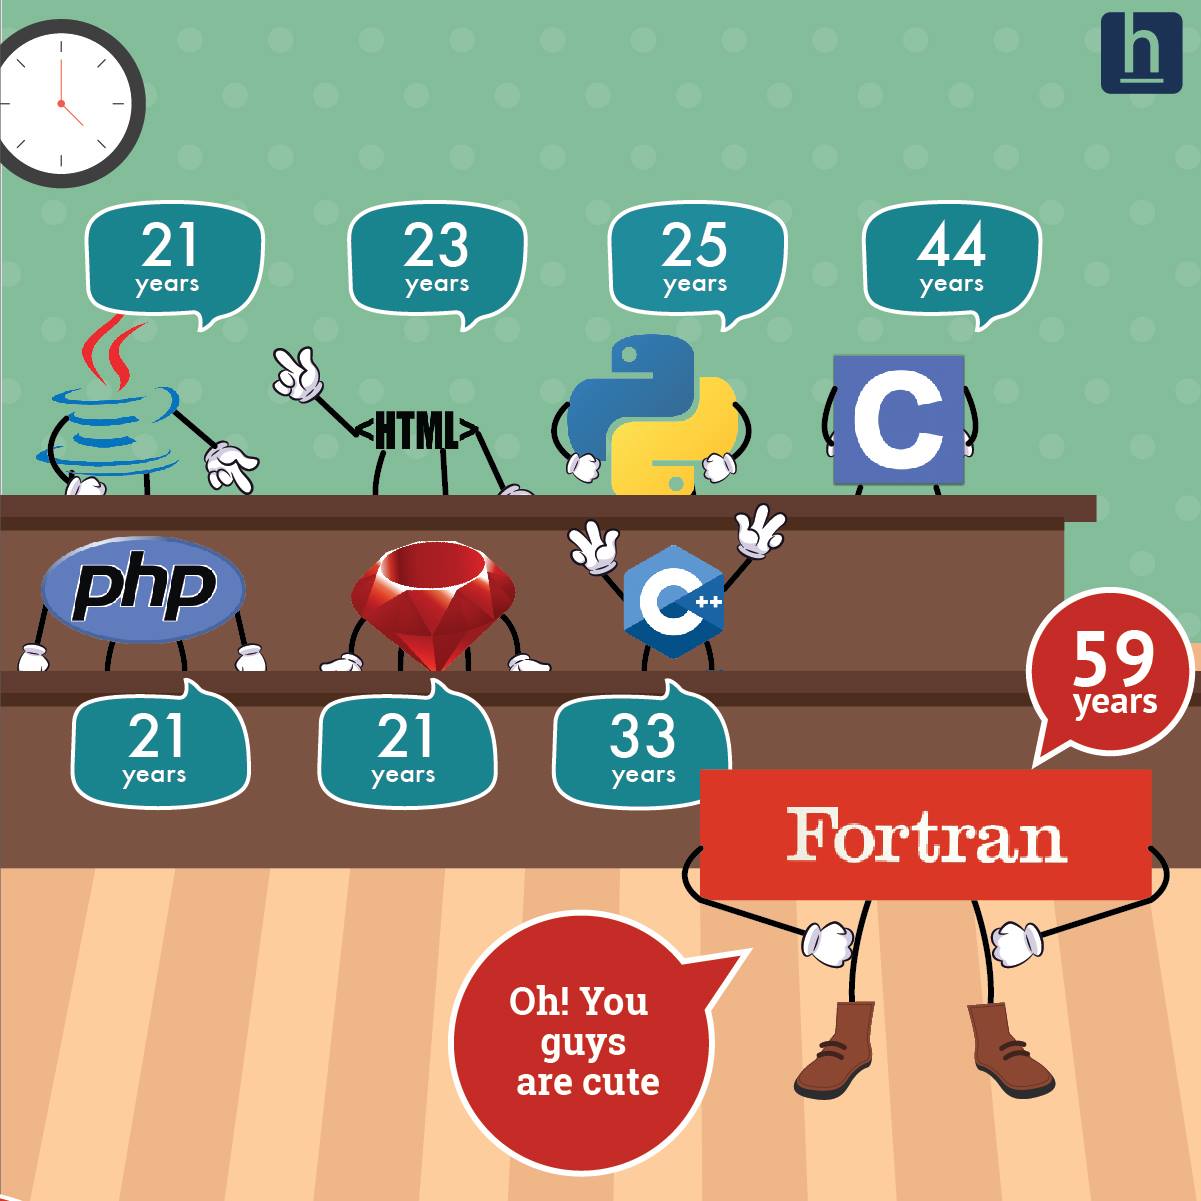 h
21
years
23
years
25
years
44
years
<HTML>
C
php
C++
21
years
21
years
33
years
59
years
Fortran
Oh! You
guys
are cute